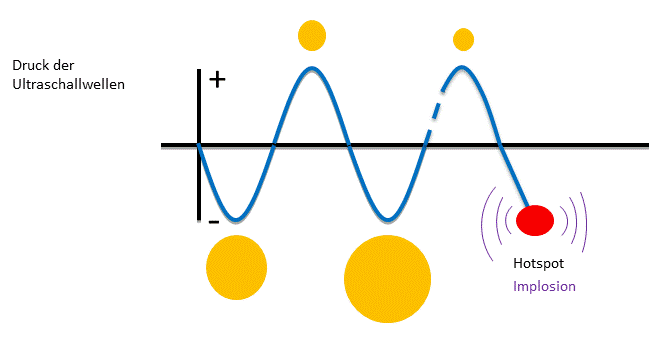 Druck der
Ultraschallwellen
+
-
Hotspot
Implosion